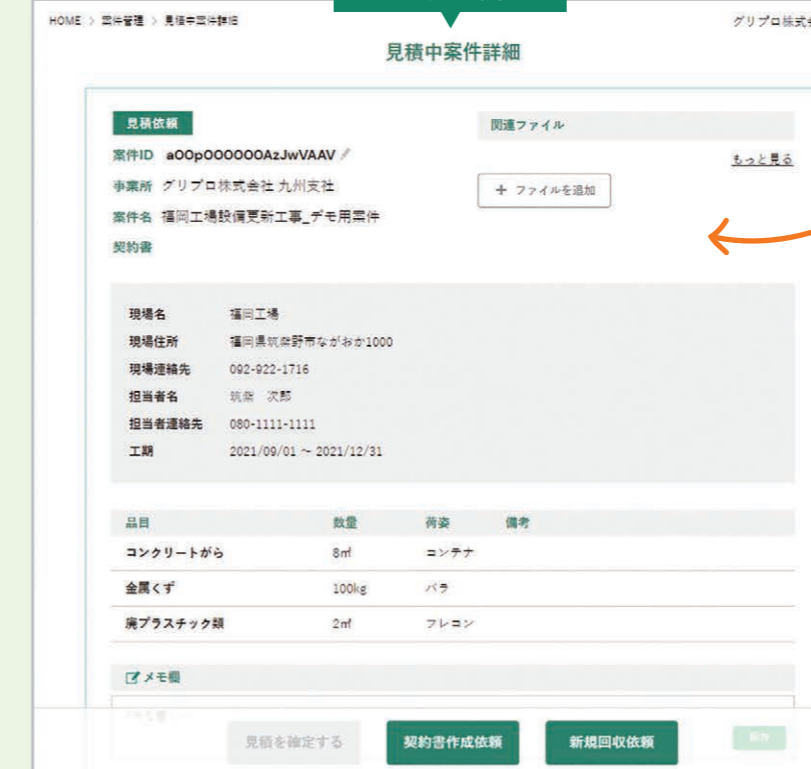 HOME > 案件管理 > 見積中案件詳細
グリプロ株式会
見積中案件詳細
見積依頼
案件ID a00p000000AzJwVAAV
事業所 グリプロ株式会社 九州支社
案件名 福岡工場設備更新工事_デモ用案件
契約書
関連ファイル
もっと見る
+ ファイルを追加
現場名 福岡工場
現場住所 福岡県筑紫野市ながおか1000
現場連絡先 092-922-1716
担当者名 筑紫 次郎
担当者連絡先 080-1111-1111
工期 2021/09/01 ~ 2021/12/31
品目 数量 荷姿 備考
コンクリートがら 8㎥ コンテナ
金属くず 100kg バラ
廃プラスチック類 2㎥ フレコン
メモ欄
見積を確定する 契約書作成依頼 新規回収依頼